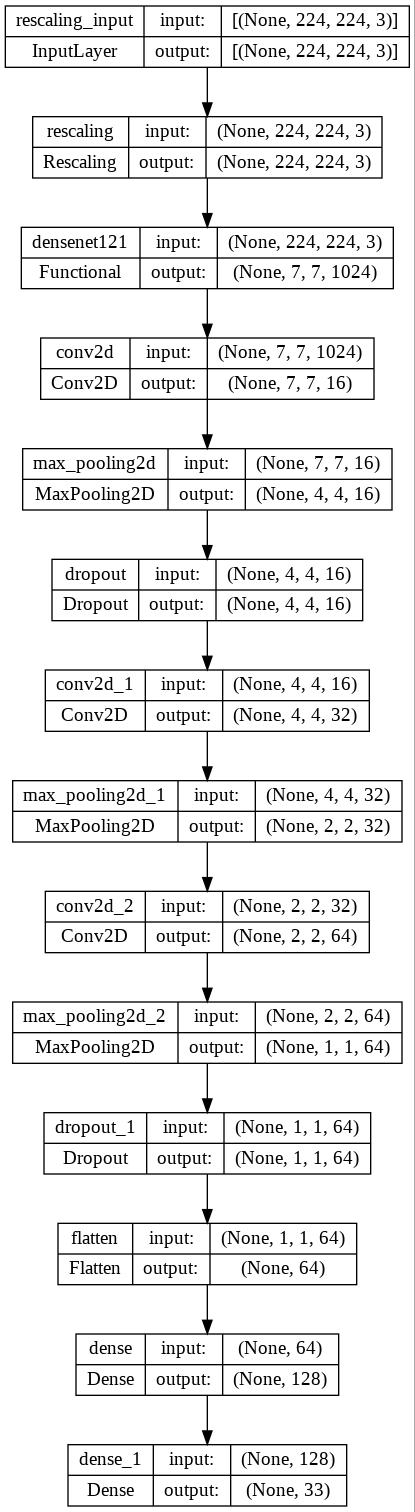 rescaling_input input: [(None, 224, 224, 3)]
InputLayer output: [(None, 224, 224, 3)]
rescaling input: (None, 224, 224, 3)
Rescaling output: (None, 224, 224, 3)
densenet121 input: (None, 224, 224, 3)
Functional output: (None, 7, 7, 1024)
conv2d input: (None, 7, 7, 1024)
Conv2D output: (None, 7, 7, 16)
max_pooling2d input: (None, 7, 7, 16)
MaxPooling2D output: (None, 4, 4, 16)
dropout input: (None, 4, 4, 16)
Dropout output: (None, 4, 4, 16)
conv2d_1 input: (None, 4, 4, 16)
Conv2D output: (None, 4, 4, 32)
max_pooling2d_1 input: (None, 4, 4, 32)
MaxPooling2D output: (None, 2, 2, 32)
conv2d_2 input: (None, 2, 2, 32)
Conv2D output: (None, 2, 2, 64)
max_pooling2d_2 input: (None, 2, 2, 64)
MaxPooling2D output: (None, 1, 1, 64)
dropout_1 input: (None, 1, 1, 64)
Dropout output: (None, 1, 1, 64)
flatten input: (None, 1, 1, 64)
Flatten output: (None, 64)
dense input: (None, 64)
Dense output: (None, 128)
dense_1 input: (None, 128)
Dense output: (None, 33)